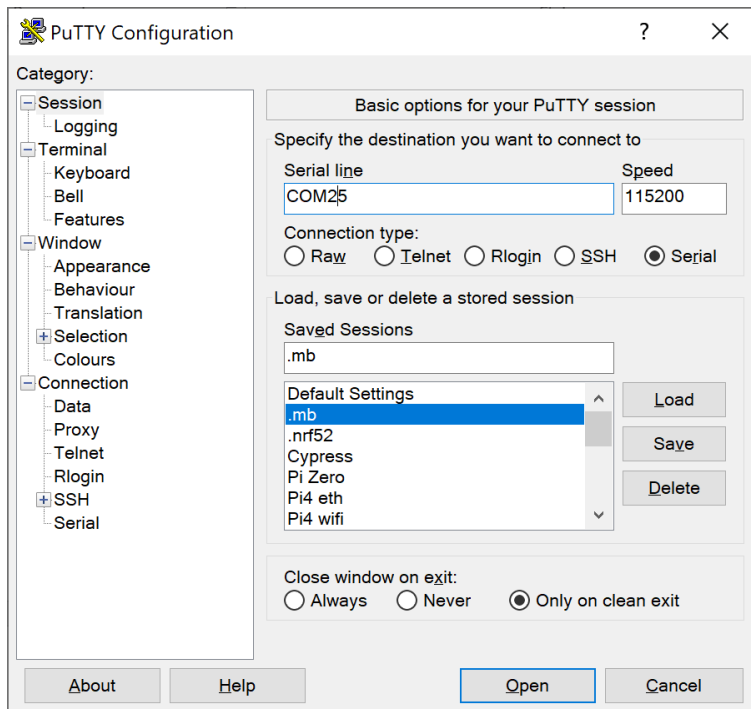 PuTTY Configuration
?
Category:
Session
Logging
Terminal
Keyboard
Bell
Features
Window
Appearance
Behaviour
Translation
Selection
Colours
Connection
Data
Proxy
Telnet
Rlogin
SSH
Serial
Basic options for your PuTTY session
Specify the destination you want to connect to
Serial line Speed
COM25 115200
Connection type:
Raw Telnet Rlogin SSH Serial
Load, save or delete a stored session
Saved Sessions
.mb
Default Settings
.mb
.nrf52
Cypress
Pi Zero
Pi4 eth
Pi4 wifi
Load
Save
Delete
Close window on exit:
Always Never Only on clean exit
About Help Open Cancel